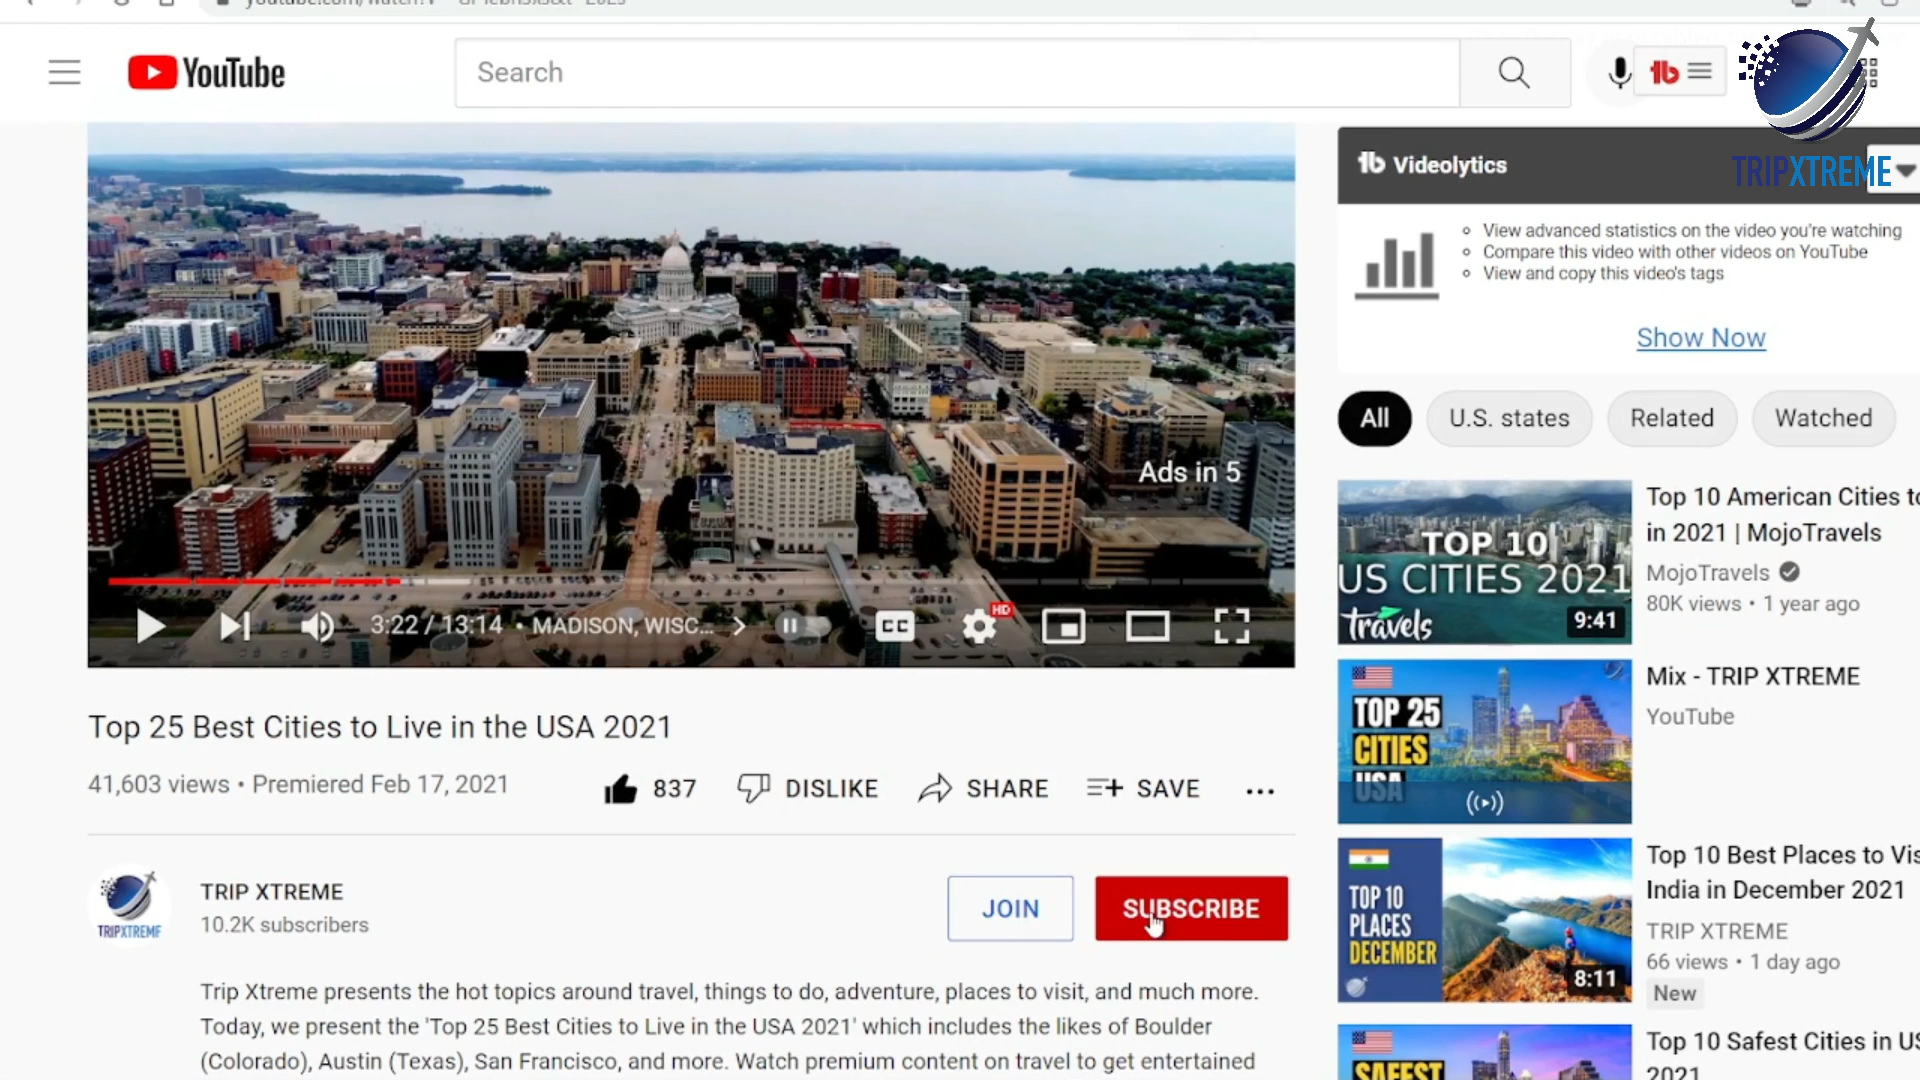 YouTube
Search
TRIPXTREME
Videolytics
View advanced statistics on the video you're watching
Compare this video with other videos on YouTube
View and copy this video's tags
Show Now
All
U.S. states
Related
Watched
Ads in 5
3:22 / 13:14 • MADISON, WISC...
CC
HD
Top 25 Best Cities to Live in the USA 2021
41,603 views • Premiered Feb 17, 2021
837
DISLIKE
SHARE
SAVE
TRIP XTREME
10.2K subscribers
TRIPXTREME
JOIN
SUBSCRIBE
Trip Xtreme presents the hot topics around travel, things to do, adventure, places to visit, and much more.
Today, we present the 'Top 25 Best Cities to Live in the USA 2021' which includes the likes of Boulder
(Colorado), Austin (Texas), San Francisco, and more. Watch premium content on travel to get entertained
TOP 10
US CITIES 2021
travels
9:41
Top 10 American Cities to
in 2021 | MojoTravels
MojoTravels
80K views • 1 year ago
TOP 25
CITIES
USA
Mix - TRIP XTREME
YouTube
TOP 10
PLACES
DECEMBER
8:11
Top 10 Best Places to Vis
India in December 2021
TRIP XTREME
66 views • 1 day ago
New
SAFEST
Top 10 Safest Cities in US
2021